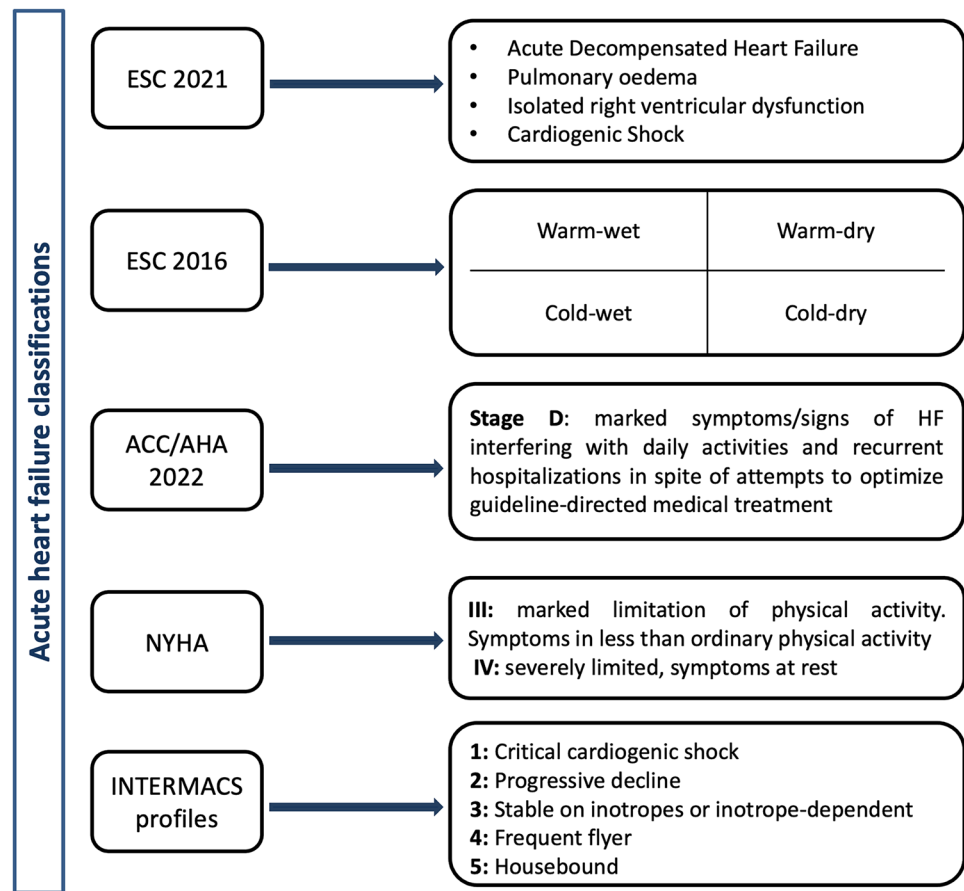 Acute heart failure classifications
ESC 2021
• Acute Decompensated Heart Failure
• Pulmonary oedema
• Isolated right ventricular dysfunction
• Cardiogenic Shock
ESC 2016
Warm-wet
Warm-dry
Cold-wet
Cold-dry
ACC/AHA
2022
Stage D: marked symptoms/signs of HF
interfering with daily activities and recurrent
hospitalizations in spite of attempts to optimize
guideline-directed medical treatment
NYHA
III: marked limitation of physical activity.
Symptoms in less than ordinary physical activity
IV: severely limited, symptoms at rest
INTERMACS
profiles
1: Critical cardiogenic shock
2: Progressive decline
3: Stable on inotropes or inotrope-dependent
4: Frequent flyer
5: Housebound